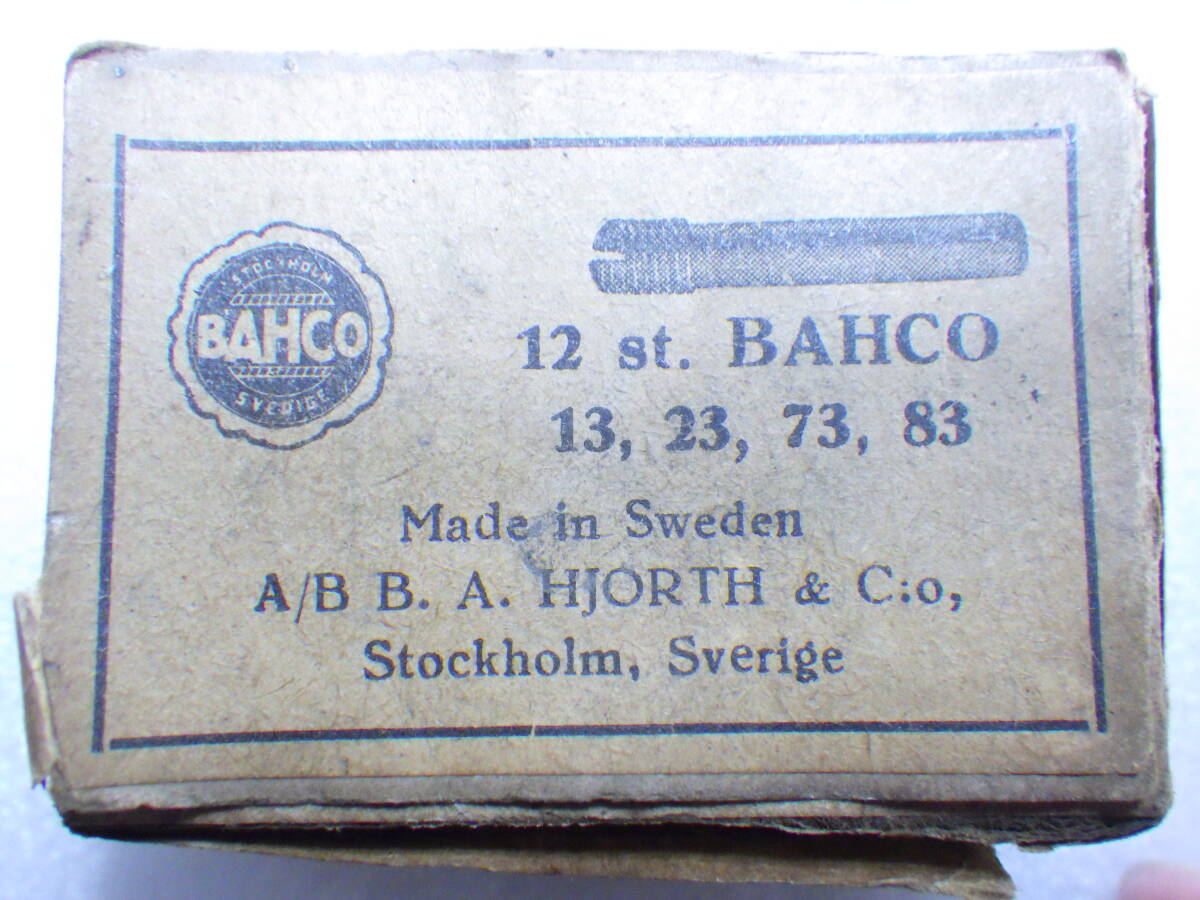 STOCKHOLM
BAHCO
SVERIGE
12 st. BAHCO
13, 23, 73, 83
Made in Sweden
A/B B. A. HJORTH & C:o,
Stockholm, Sverige